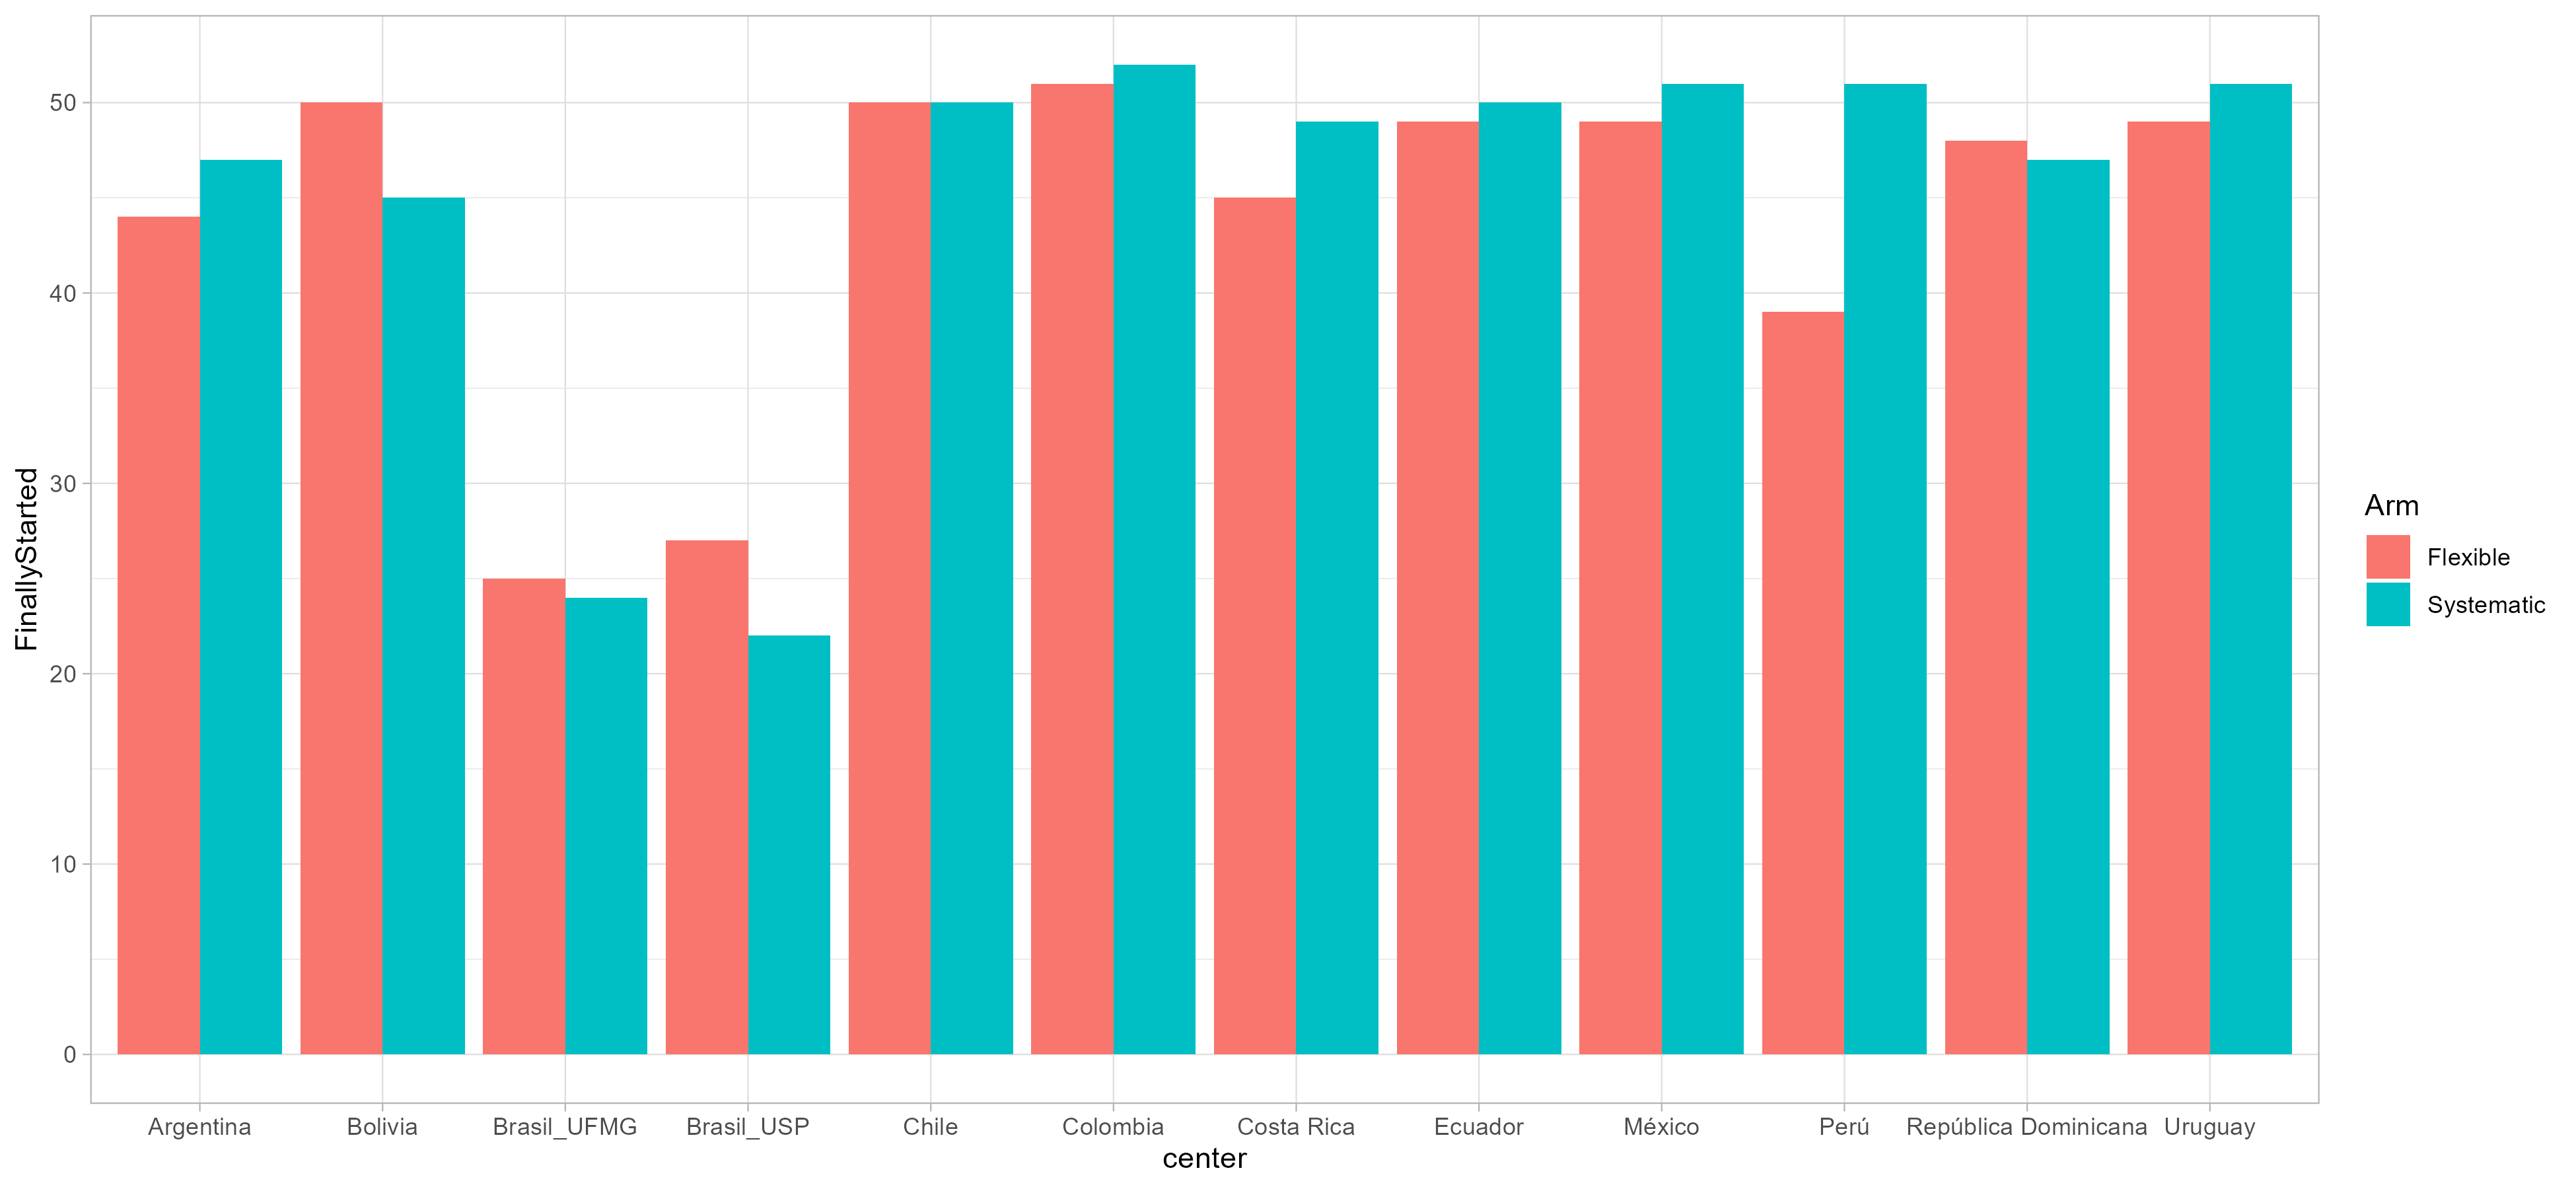 FinallyStarted
50
40
30
20
10
0
Argentina Bolivia Brasil_UFMG Brasil_USP Chile Colombia Costa Rica Ecuador México Perú República Dominicana Uruguay
center
Arm
Flexible
Systematic